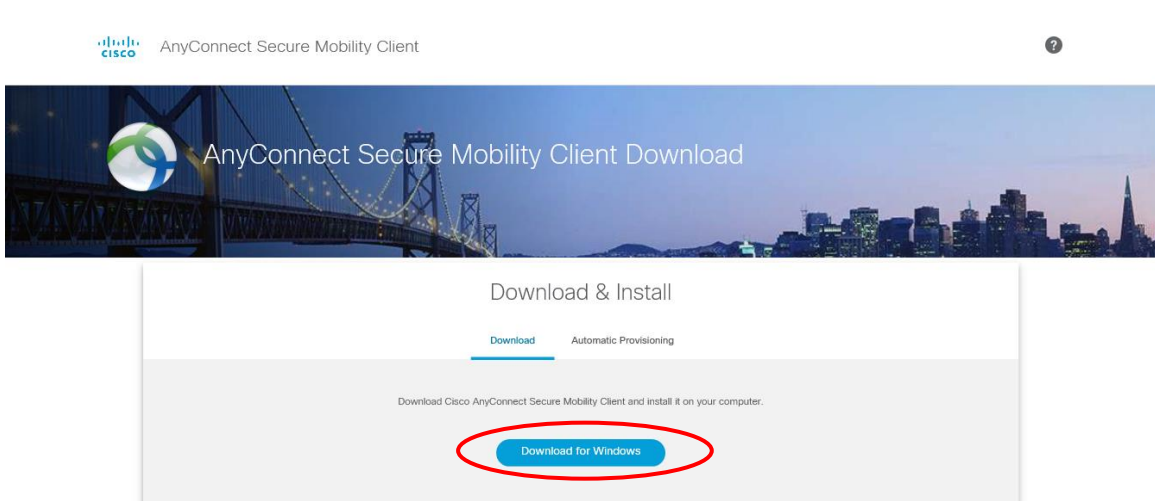 CISCO AnyConnect Secure Mobility Client ?
AnyConnect Secure Mobility Client Download
Download & Install
Download Automatic Provisioning
Download Cisco AnyConnect Secure Mobility Client and install it on your computer.
Download for Windows